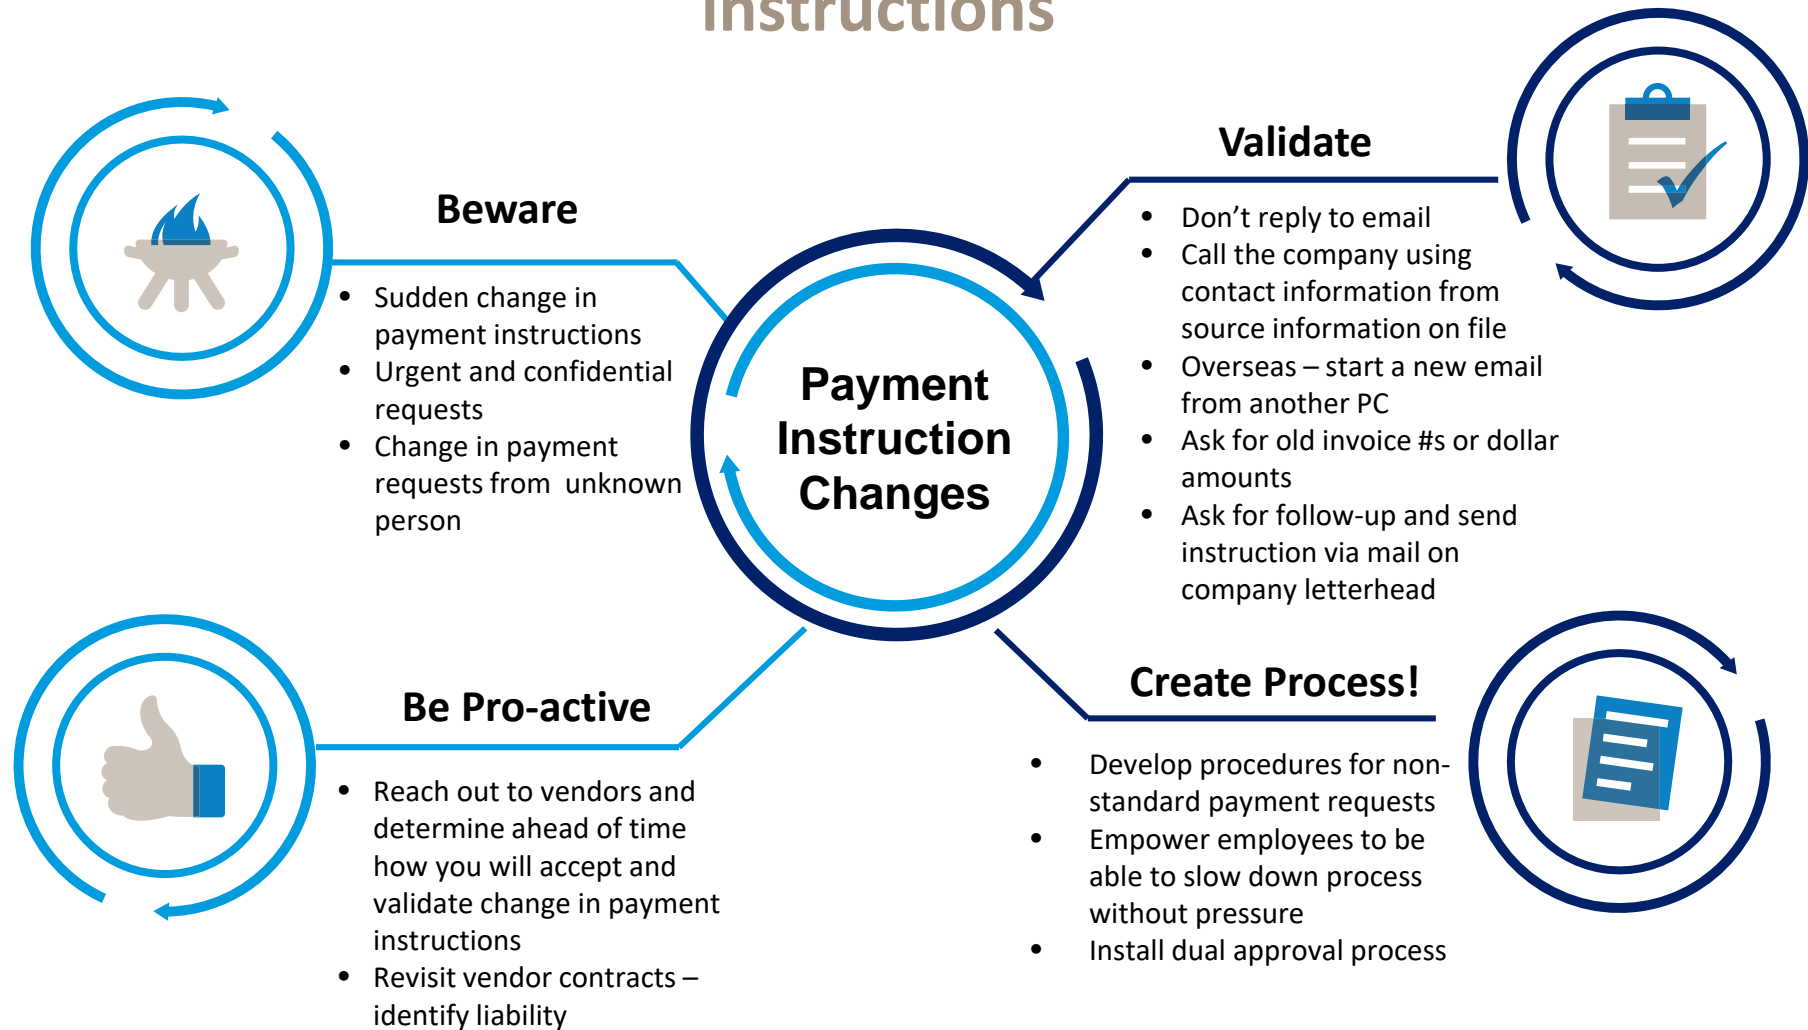 Instructions
Beware
• Sudden change in
payment instructions
• Urgent and confidential
requests
• Change in payment
requests from unknown
person
Payment
Instruction
Changes
Validate
• Don’t reply to email
• Call the company using
contact information from
source information on file
• Overseas – start a new email
from another PC
• Ask for old invoice #s or dollar
amounts
• Ask for follow-up and send
instruction via mail on
company letterhead
Be Pro-active
• Reach out to vendors and
determine ahead of time
how you will accept and
validate change in payment
instructions
• Revisit vendor contracts –
identify liability
Create Process!
• Develop procedures for non-
standard payment requests
• Empower employees to be
able to slow down process
without pressure
• Install dual approval process